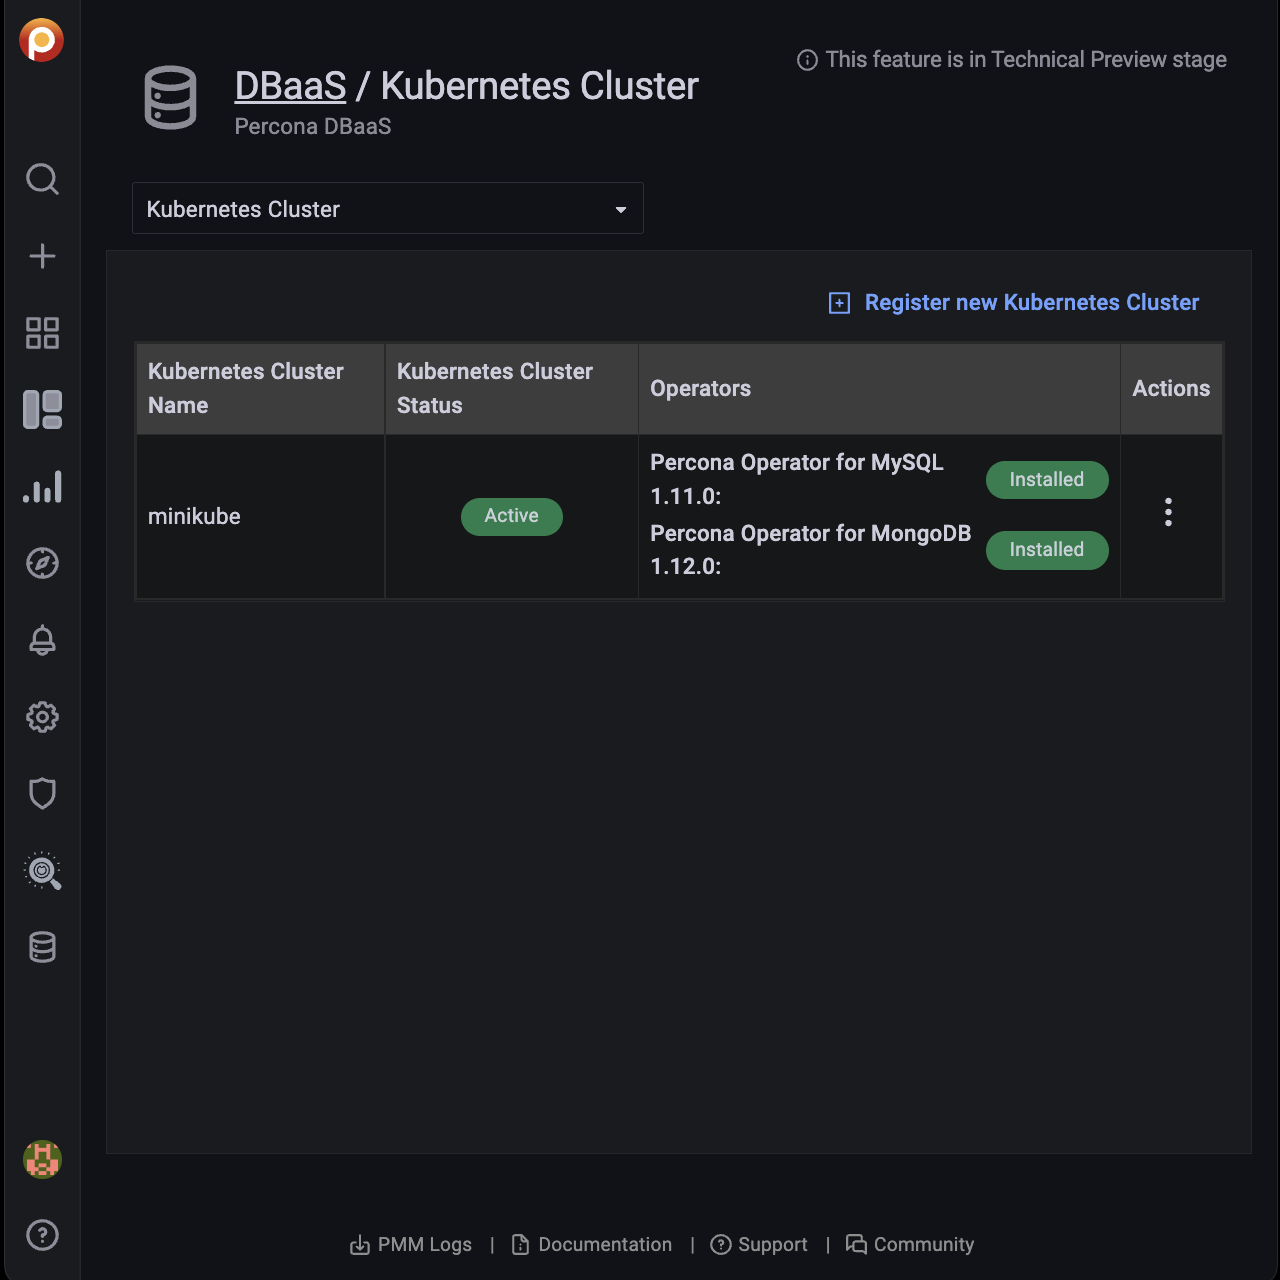 This feature is in Technical Preview stage
DBaaS / Kubernetes Cluster
Percona DBaaS
Kubernetes Cluster
Register new Kubernetes Cluster
Kubernetes Cluster
Name
Kubernetes Cluster
Status
Operators
Actions
minikube
Active
Percona Operator for MySQL
1.11.0:
Installed
Percona Operator for MongoDB
1.12.0:
Installed
PMM Logs | Documentation | Support | Community